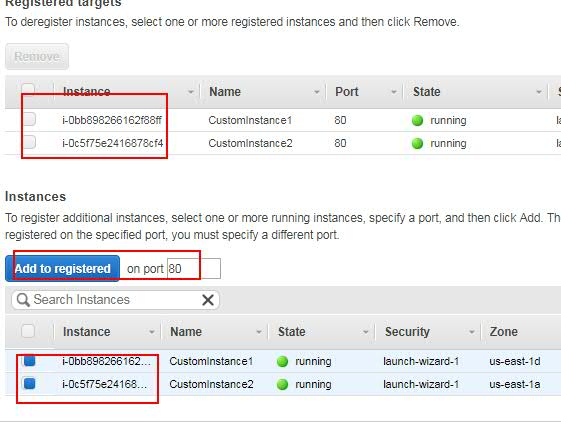 Registered targets
To deregister instances, select one or more registered instances and then click Remove.
Remove
Instance Name Port State
i-0bb898266162f88ff CustomInstance1 80 running
i-0c5f75e2416878cf4 CustomInstance2 80 running
Instances
To register additional instances, select one or more running instances, specify a port, and then click Add. Th
registered on the specified port, you must specify a different port.
Add to registered on port 80
Search Instances
Instance Name State Security Zone
i-0bb898266162... CustomInstance1 running launch-wizard-1 us-east-1d
i-0c5f75e24168... CustomInstance2 running launch-wizard-1 us-east-1a